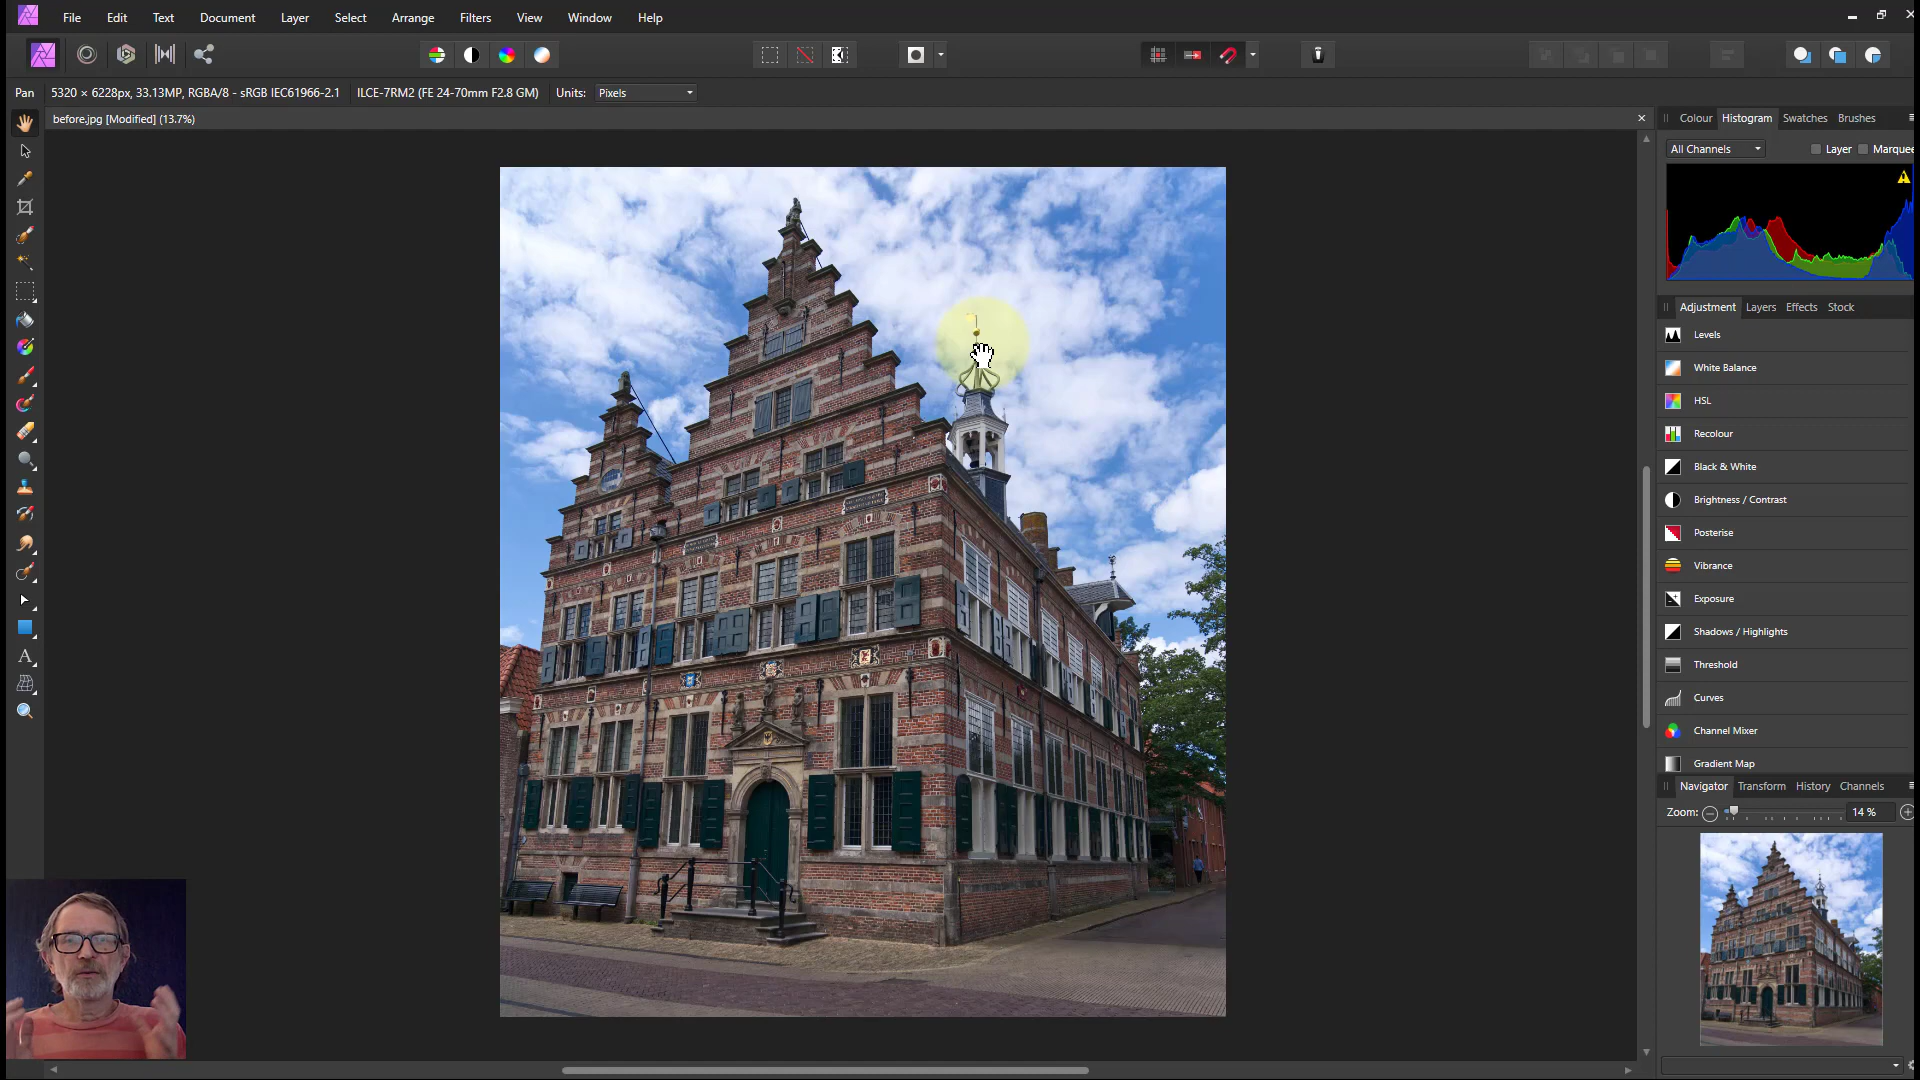 File Edit Text Document Layer Select Arrange Filters View Window Help
Pan 5320 × 6228px, 33.13MP, RGBA/8 - sRGB IEC61966-2.1 ILCE-7RM2 (FE 24-70mm F2.8 GM) Units: Pixels
before.jpg [Modified] (13.7%)
Colour Histogram Swatches Brushes
All Channels Layer Marquee
Adjustment Layers Effects Stock
Levels
White Balance
HSL
Recolour
Black & White
Brightness / Contrast
Posterise
Vibrance
Exposure
Shadows / Highlights
Threshold
Curves
Channel Mixer
Gradient Map
Navigator Transform History Channels
Zoom: 14 %